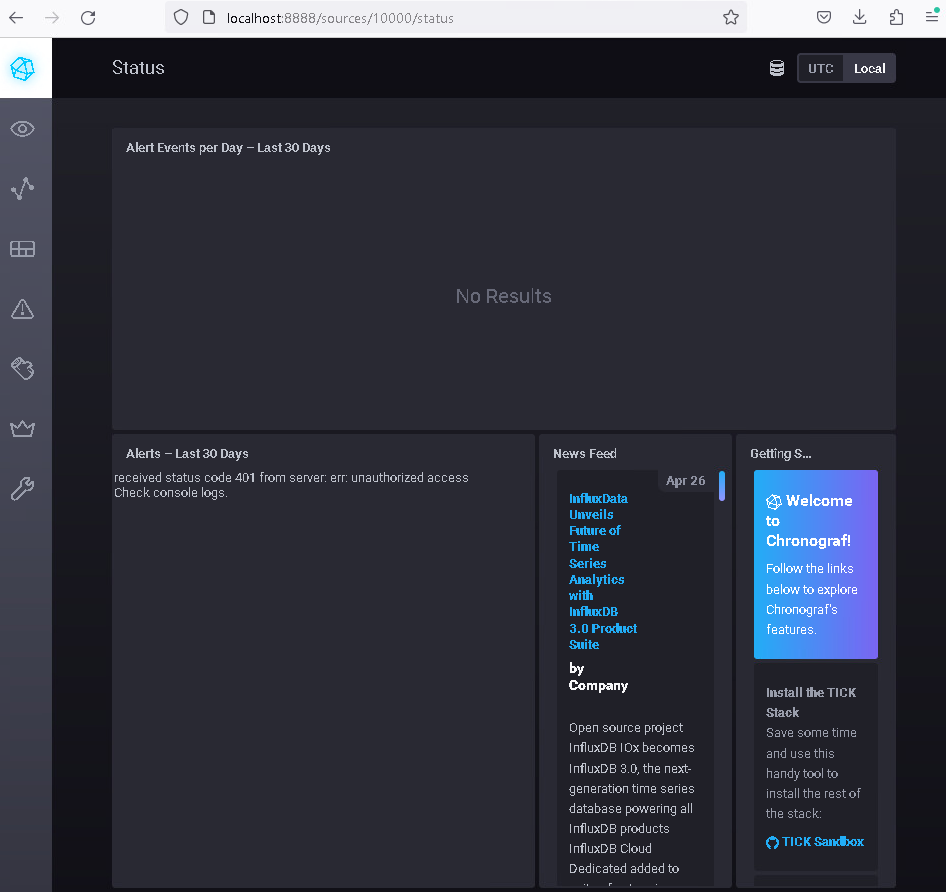 localhost:8888/sources/10000/status
Status
UTC
Local
Alert Events per Day – Last 30 Days
No Results
Alerts – Last 30 Days
received status code 401 from server: err: unauthorized access
Check console logs.
News Feed
Apr 26
InfluxData
Unveils
Future of
Time
Series
Analytics
with
InfluxDB
3.0 Product
Suite
by
Company
Open source project
InfluxDB IOx becomes
InfluxDB 3.0, the next-
generation time series
database powering all
InfluxDB products
InfluxDB Cloud
Dedicated added to
Getting S...
Welcome
to
Chronograf!
Follow the links
below to explore
Chronograf's
features.
Install the TICK
Stack
Save some time
and use this
handy tool to
install the rest of
the stack:
TICK Sandbox